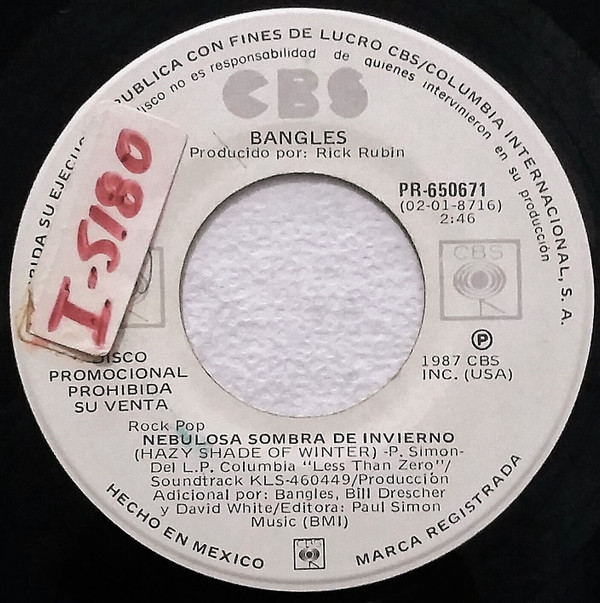 PUBLICA CON FINES DE LUCRO CBS/COLUMBIA INTERNACIONAL, S. A.
disco no es responsabilidad de quienes intervinieron en su producción
SU EJECU
CBS
BANGLES
Producido por: Rick Rubin
I-5180
PR-650671
(02-01-8716)
2:46
CBS
DISCO
PROMOCIONAL
PROHIBIDA
SU VENTA
℗
1987 CBS
INC. (USA)
Rock Pop
NEBULOSA SOMBRA DE INVIERNO
(HAZY SHADE OF WINTER) -P. Simon-
Del L.P. Columbia "Less Than Zero"/
Soundtrack KLS-460449/Producción
Adicional por: Bangles, Bill Drescher
y David White/Editora: Paul Simon
Music (BMI)
HECHO EN MEXICO
CBS
MARCA REGISTRADA